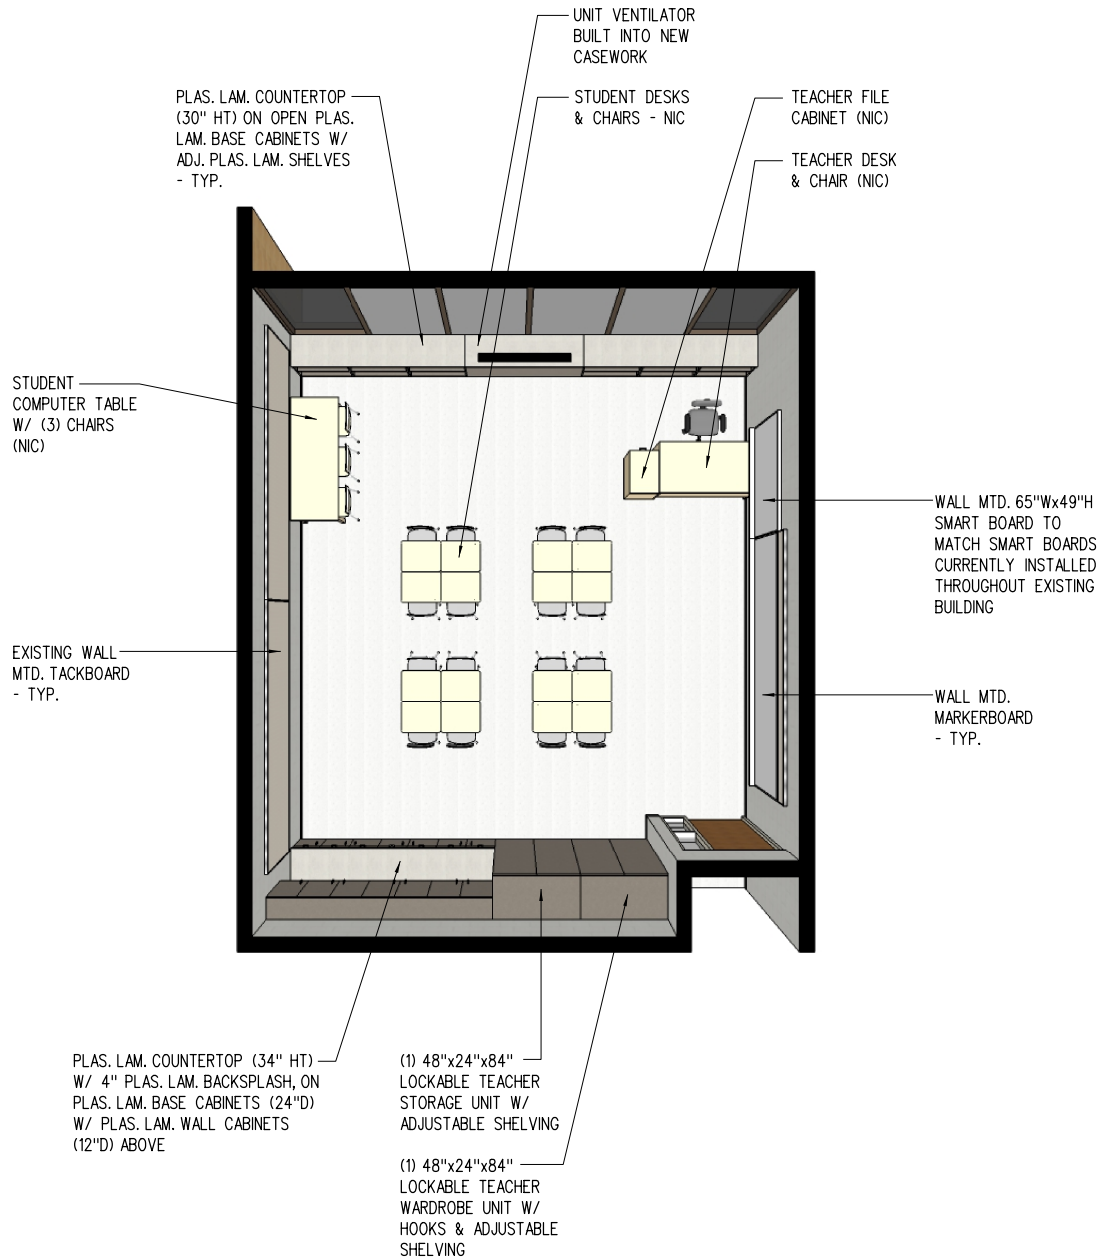 UNIT VENTILATOR
BUILT INTO NEW
CASEWORK
PLAS. LAM. COUNTERTOP
(30" HT) ON OPEN PLAS.
LAM. BASE CABINETS W/
ADJ. PLAS. LAM. SHELVES
- TYP.
STUDENT DESKS
& CHAIRS - NIC
TEACHER FILE
CABINET (NIC)
TEACHER DESK
& CHAIR (NIC)
STUDENT
COMPUTER TABLE
W/ (3) CHAIRS
(NIC)
WALL MTD. 65"Wx49"H
SMART BOARD TO
MATCH SMART BOARDS
CURRENTLY INSTALLED
THROUGHOUT EXISTING
BUILDING
EXISTING WALL
MTD. TACKBOARD
- TYP.
WALL MTD.
MARKERBOARD
- TYP.
PLAS. LAM. COUNTERTOP (34" HT)
W/ 4" PLAS. LAM. BACKSPLASH, ON
PLAS. LAM. BASE CABINETS (24"D)
W/ PLAS. LAM. WALL CABINETS
(12"D) ABOVE
(1) 48"x24"x84"
LOCKABLE TEACHER
STORAGE UNIT W/
ADJUSTABLE SHELVING
(1) 48"x24"x84"
LOCKABLE TEACHER
WARDROBE UNIT W/
HOOKS & ADJUSTABLE
SHELVING